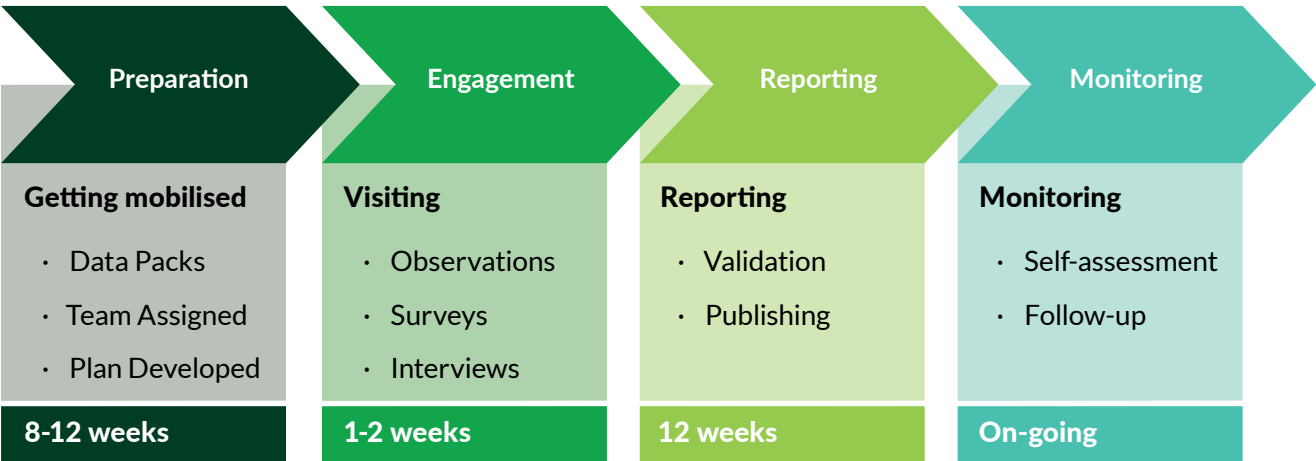 Preparation
Engagement
Reporting
Monitoring
Getting mobilised
· Data Packs
· Team Assigned
· Plan Developed
8-12 weeks
Visiting
· Observations
· Surveys
· Interviews
1-2 weeks
Reporting
· Validation
· Publishing
12 weeks
Monitoring
· Self-assessment
· Follow-up
On-going